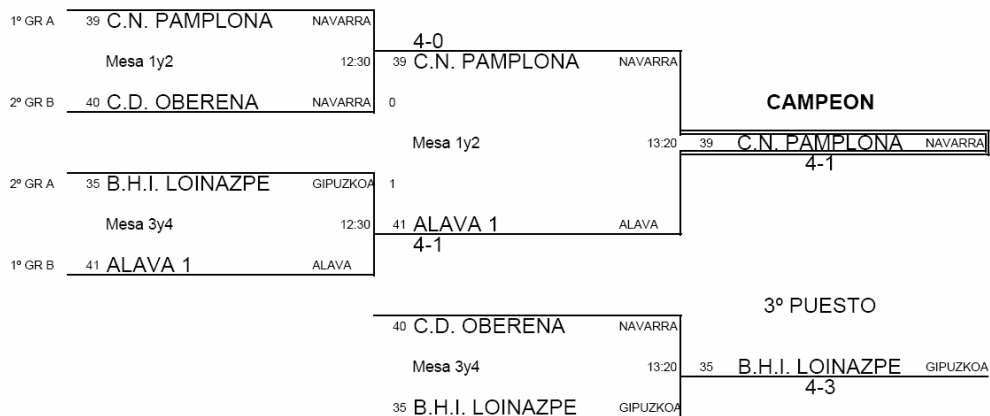 1º GR A 39 C.N. PAMPLONA NAVARRA
4-0
Mesa 1y2 12:30 39 C.N. PAMPLONA NAVARRA
2º GR B 40 C.D. OBERENA NAVARRA 0
CAMPEON
Mesa 1y2 13:20 39 C.N. PAMPLONA NAVARRA
4-1
2º GR A 35 B.H.I. LOINAZPE GIPUZKOA 1
Mesa 3y4 12:30 41 ALAVA 1 ALAVA
4-1
1º GR B 41 ALAVA 1 ALAVA
3º PUESTO
40 C.D. OBERENA NAVARRA
Mesa 3y4 13:20 35 B.H.I. LOINAZPE GIPUZKOA
4-3
35 B.H.I. LOINAZPE GIPUZKOA